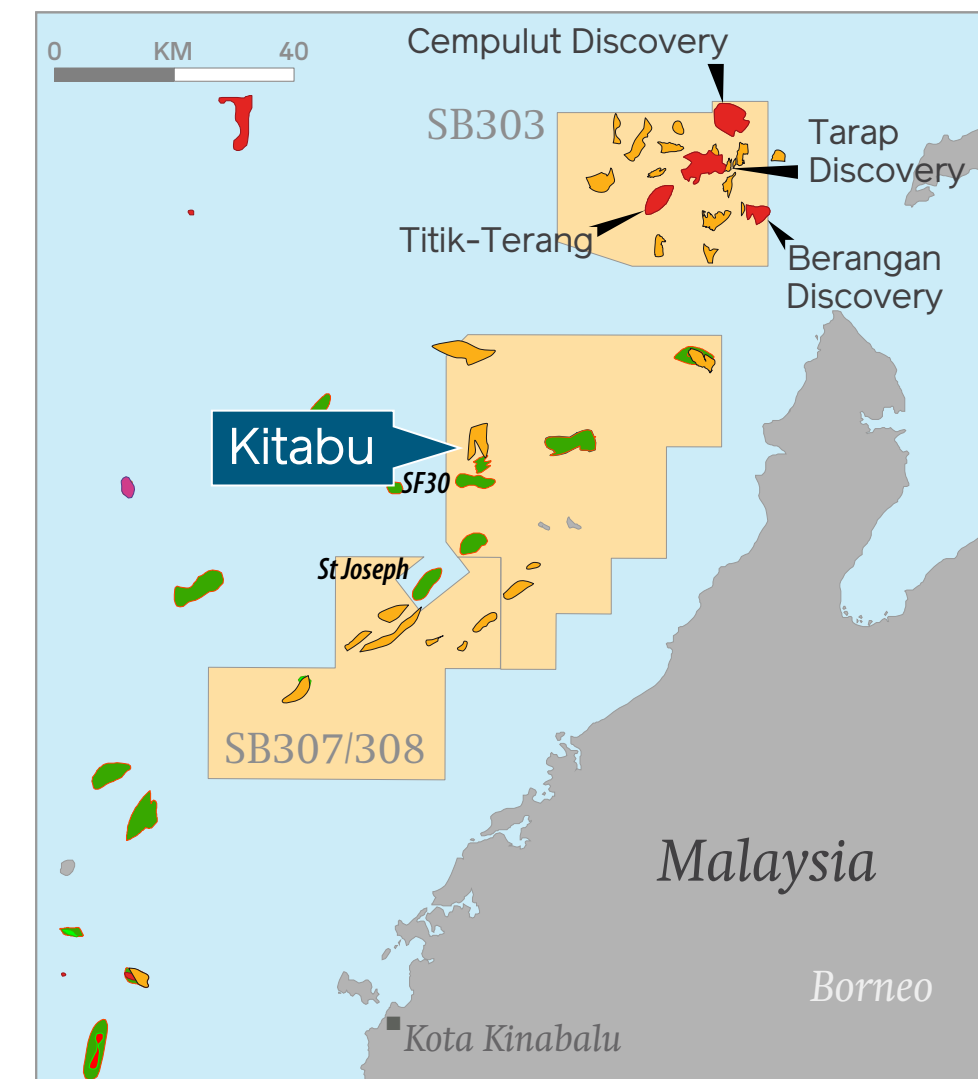 0 KM 40
Cempulut Discovery
SB303
Tarap
Discovery
Titik-Terang
Berangan
Discovery
Kitabu
SF30
St Joseph
SB307/308
Malaysia
Borneo
Kota Kinabalu